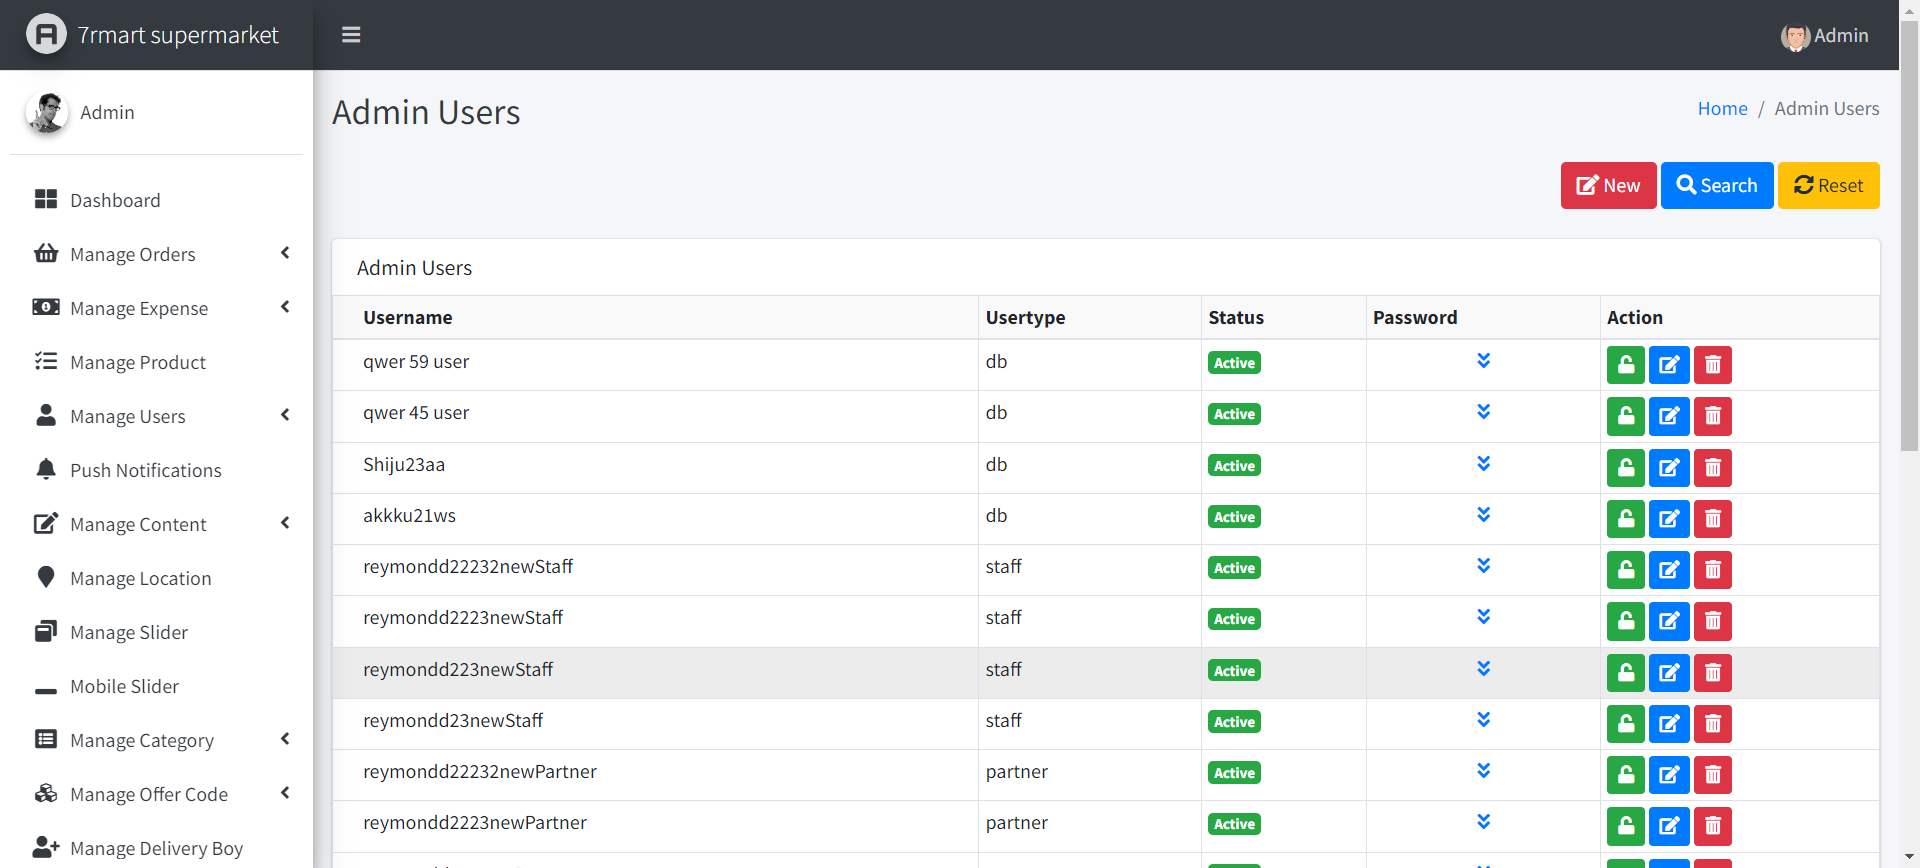 7rmart supermarket
Admin
Admin
Dashboard
Manage Orders
Manage Expense
Manage Product
Manage Users
Push Notifications
Manage Content
Manage Location
Manage Slider
Mobile Slider
Manage Category
Manage Offer Code
Manage Delivery Boy
Admin Users
Home / Admin Users
New Search Reset
Admin Users
Username Usertype Status Password Action
qwer 59 user db Active
qwer 45 user db Active
Shiju23aa db Active
akkku21ws db Active
reymondd22232newStaff staff Active
reymondd2223newStaff staff Active
reymondd223newStaff staff Active
reymondd23newStaff staff Active
reymondd22232newPartner partner Active
reymondd2223newPartner partner Active